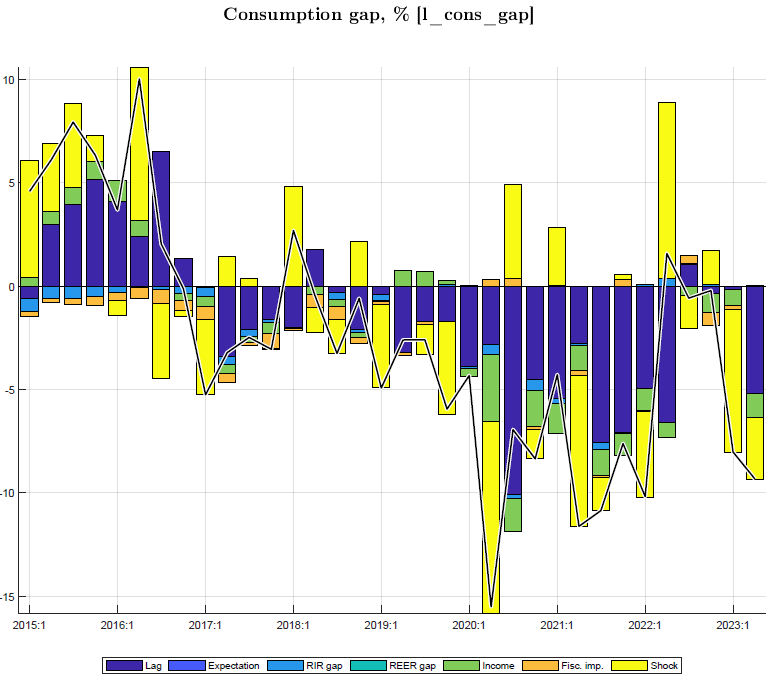 Consumption gap, % [l_cons_gap]
10
5
0
-5
-10
-15
2015:1 2016:1 2017:1 2018:1 2019:1 2020:1 2021:1 2022:1 2023:1
Lag Expectation RIR gap REER gap Income Fisc. imp. Shock